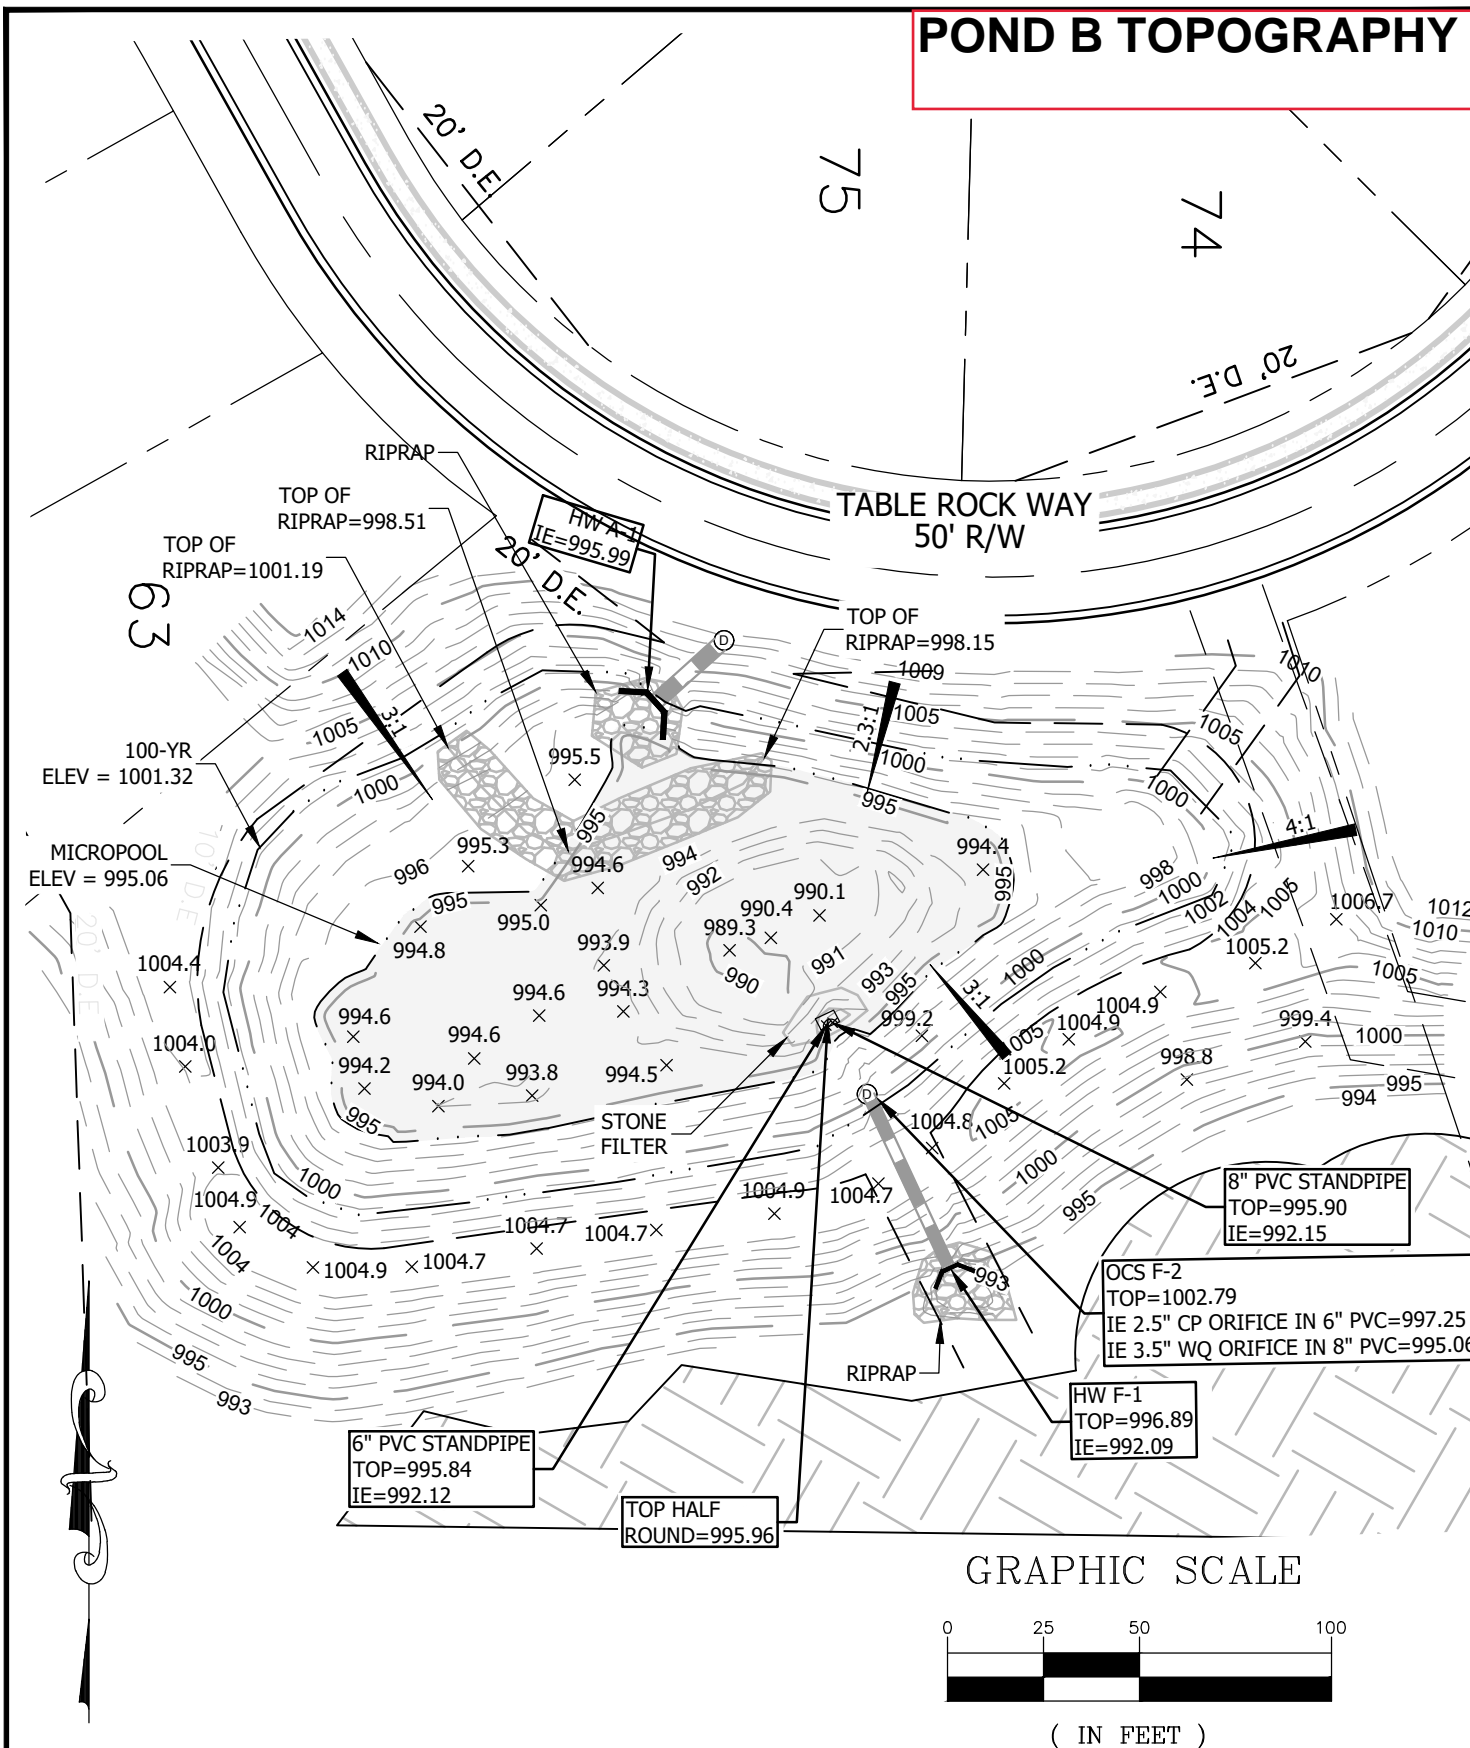 POND B TOPOGRAPHY
20' D.E.
75
74
20' D.E.
RIPRAP
TOP OF
RIPRAP=998.51
HW A-1
IE=995.99
TABLE ROCK WAY
50' R/W
TOP OF
RIPRAP=1001.19
20' D.E.
63
1014
1010
TOP OF
RIPRAP=998.15
D
1009
1010
3:1
1005
2.3:1
1005
1005
100-YR
ELEV = 1001.32
995.5
1000
1000
1000
995
995
4:1
10' D.E.
MICROPOOL
ELEV = 995.06
995.3
996
994.6
994
992
994.4
995
998
1000
1002
1004
1005
995
994.8
995.0
990.1
990.4
989.3
1006.7
1012
1010
20' D.E.
1004.4
993.9
990
991
993
995
1000
1005.2
1005
994.6
994.3
3:1
1004.9
994.6
994.6
999.2
1005
1004.9
999.4
1000
1004.0
994.2
994.0
993.8
994.5
1005.2
998.8
995
994
995
STONE
FILTER
D
1004.8
1005
1003.9
1000
1000
1004.9
1004
1004.9
1004.7
995
8" PVC STANDPIPE
TOP=995.90
IE=992.15
1004
1004.7
1004.7
1004.9
1004.7
993
1000
OCS F-2
TOP=1002.79
IE 2.5" CP ORIFICE IN 6" PVC=997.25
IE 3.5" WQ ORIFICE IN 8" PVC=995.06
995
993
RIPRAP
HW F-1
TOP=996.89
IE=992.09
6" PVC STANDPIPE
TOP=995.84
IE=992.12
TOP HALF
ROUND=995.96
GRAPHIC SCALE
0 25 50 100
( IN FEET )